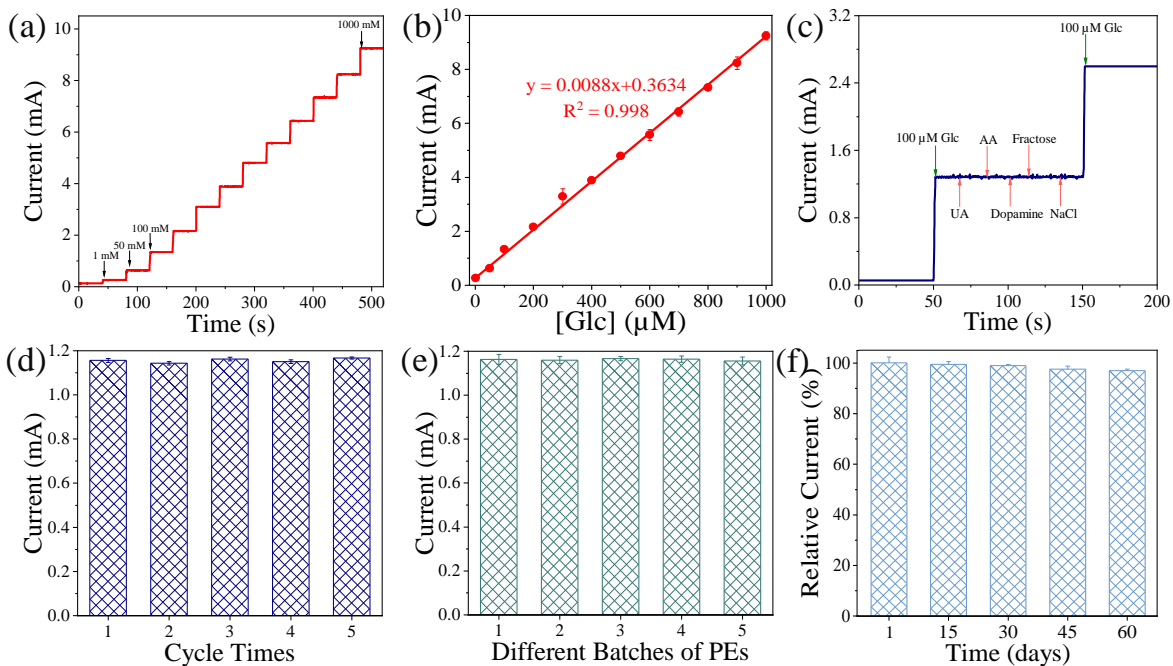 (a)
Current (mA)
10
8
6
4
2
0
1 mM
50 mM
100 mM
1000 mM
0 100 200 300 400 500
Time (s)
(b)
Current (mA)
10
8
6
4
2
0
y = 0.0088x+0.3634
R² = 0.998
0 200 400 600 800 1000
[Glc] (µM)
(c)
Current (mA)
3.2
2.4
1.8
1.2
0.6
0.0
100 µM Glc
100 µM Glc
AA
Fractose
UA
Dopamine
NaCl
0 50 100 150 200
Time (s)
(d)
Current (mA)
1.2
1.0
0.8
0.6
0.4
1.2
0.0
1 2 3 4 5
Cycle Times
(e)
Current (mA)
1.2
1.0
0.8
0.6
0.4
1.2
0.0
1 2 3 4 5
Different Batches of PEs
(f)
Relative Current (%)
100
80
60
40
20
0
1 15 30 45 60
Time (days)